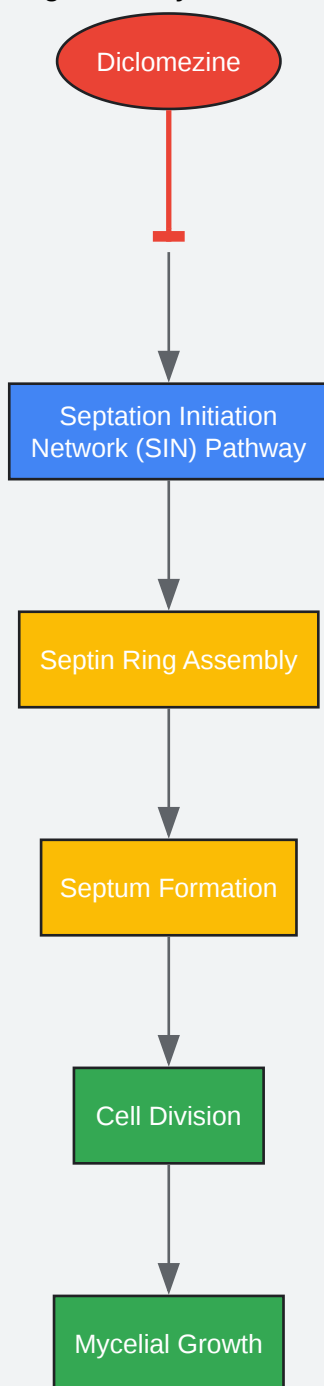 Diclomezine
Septation Initiation
Network (SIN) Pathway
Septin Ring Assembly
Septum Formation
Cell Division
Mycelial Growth